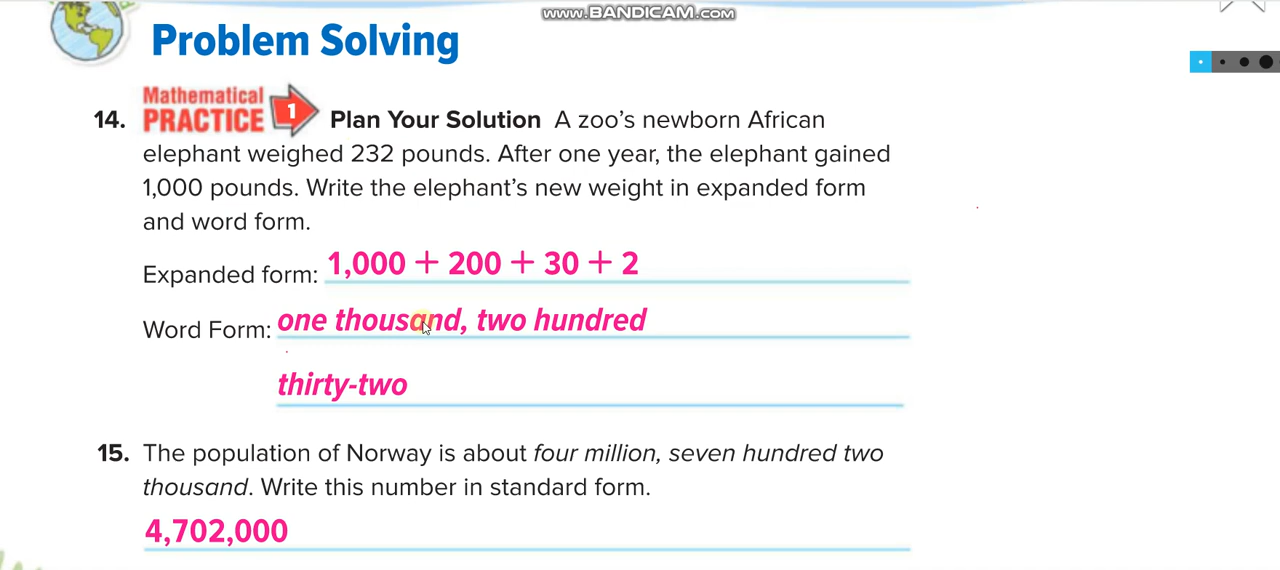 www.BANDICAM.com
Problem Solving
Mathematical
14. PRACTICE 1 Plan Your Solution A zoo's newborn African
elephant weighed 232 pounds. After one year, the elephant gained
1,000 pounds. Write the elephant's new weight in expanded form
and word form.
Expanded form: 1,000 + 200 + 30 + 2
Word Form: one thousand, two hundred
thirty-two
15. The population of Norway is about four million, seven hundred two
thousand. Write this number in standard form.
4,702,000